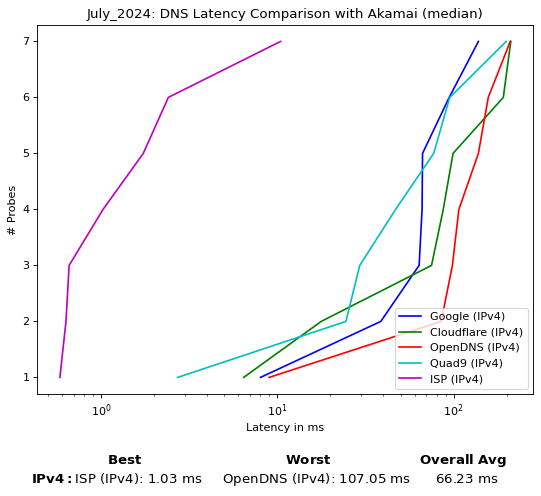 July_2024: DNS Latency Comparison with Akamai (median)
7
6
5
4
3
2
1
# Probes
Google (IPv4)
Cloudflare (IPv4)
OpenDNS (IPv4)
Quad9 (IPv4)
ISP (IPv4)
10⁰ 10¹ 10²
Latency in ms
Best Worst Overall Avg
IPv4: ISP (IPv4): 1.03 ms OpenDNS (IPv4): 107.05 ms 66.23 ms